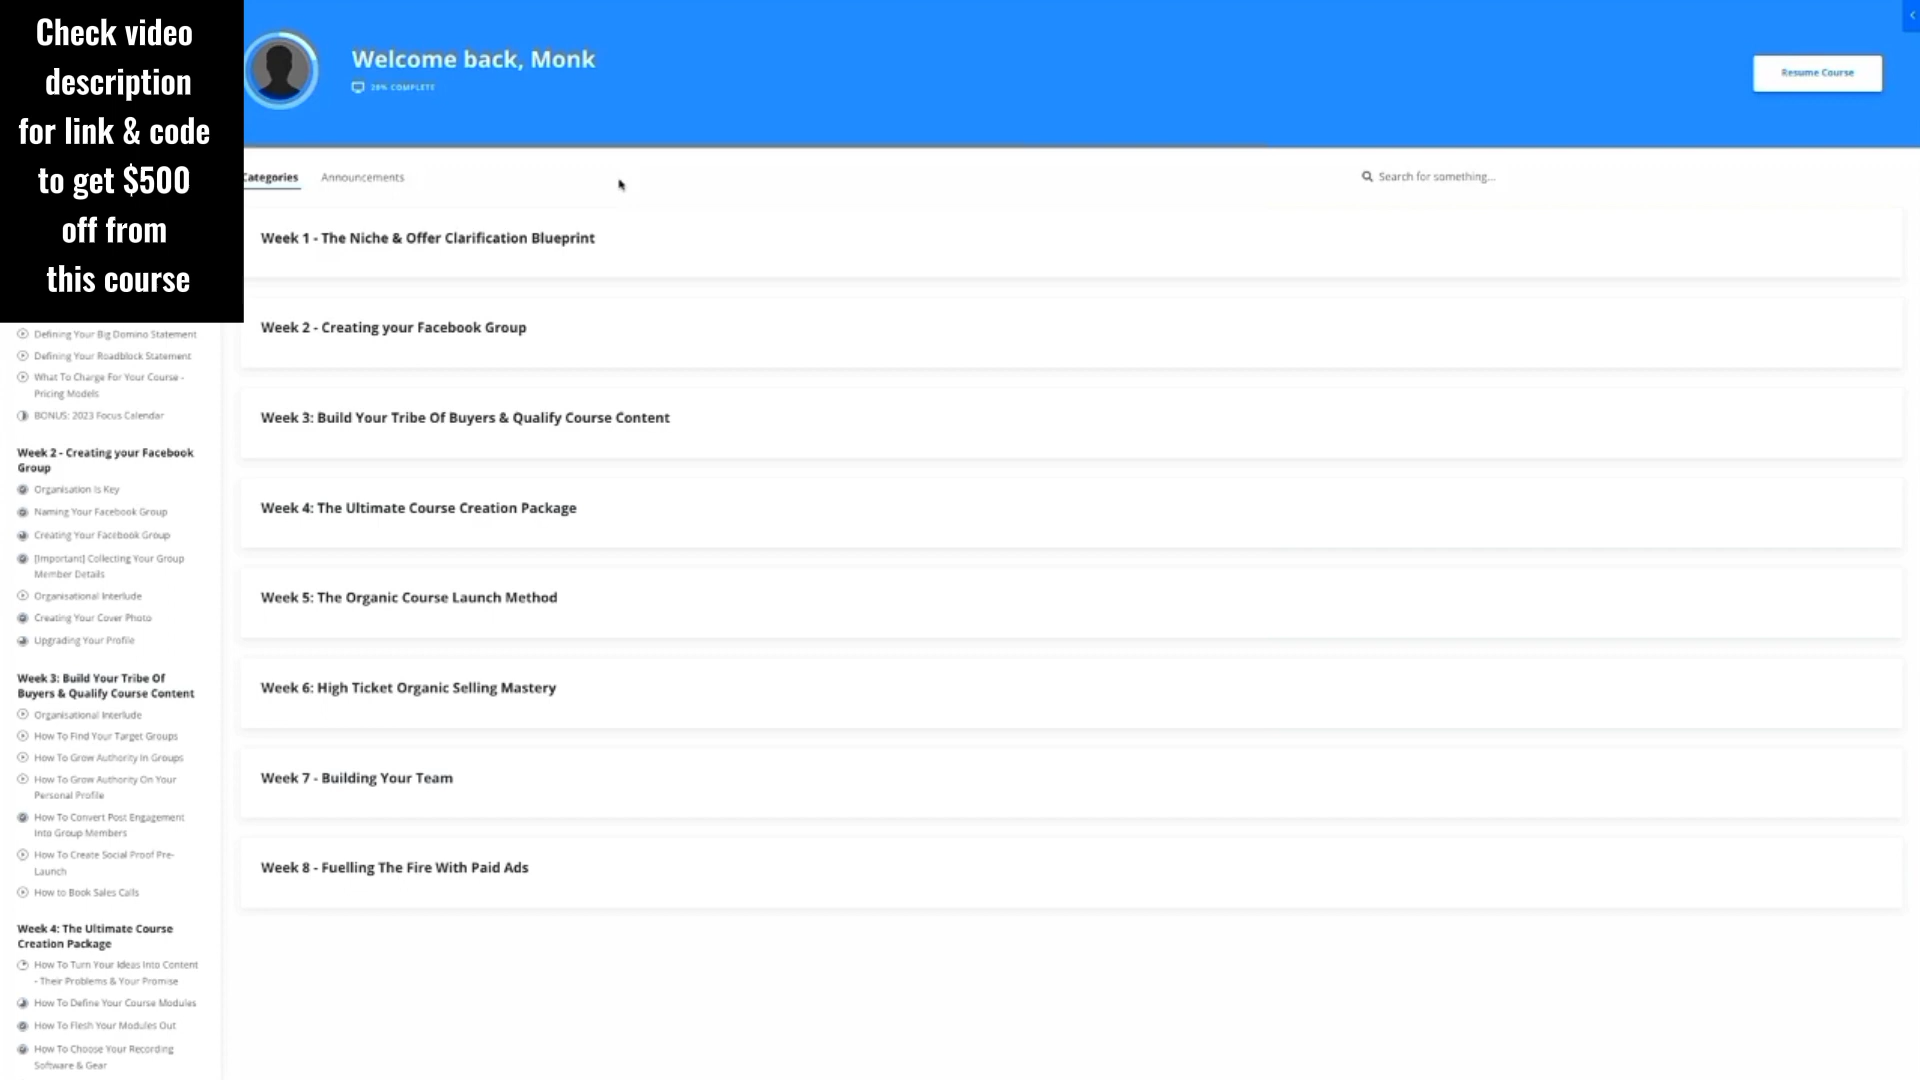 Check video
description
for link & code
to get $500
off from
this course
Welcome back, Monk
COMPLETE
Resume Course
Categories
Announcements
Search for something...
Week 1 - The Niche & Offer Clarification Blueprint
Week 2 - Creating your Facebook Group
Week 3: Build Your Tribe Of Buyers & Qualify Course Content
Week 4: The Ultimate Course Creation Package
Week 5: The Organic Course Launch Method
Week 6: High Ticket Organic Selling Mastery
Week 7 - Building Your Team
Week 8 - Fuelling The Fire With Paid Ads
Defining Your Big Domino Statement
Defining Your Roadblock Statement
What To Charge For Your Course -
Pricing Models
BONUS: 2023 Focus Calendar
Week 2 - Creating your Facebook
Group
Organisation Is Key
Naming Your Facebook Group
Creating Your Facebook Group
[Important] Collecting Your Group
Member Details
Organisational Interlude
Creating Your Cover Photo
Upgrading Your Profile
Week 3: Build Your Tribe Of
Buyers & Qualify Course Content
Organisational Interlude
How To Find Your Target Groups
How To Grow Authority In Groups
How To Grow Authority On Your
Personal Profile
How To Convert Post Engagement
Into Group Members
How To Create Social Proof Pre-
Launch
How to Book Sales Calls
Week 4: The Ultimate Course
Creation Package
How To Turn Your Ideas Into Content
- Their Problems & Your Promise
How To Define Your Course Modules
How To Flesh Your Modules Out
How To Choose Your Recording
Software & Gear